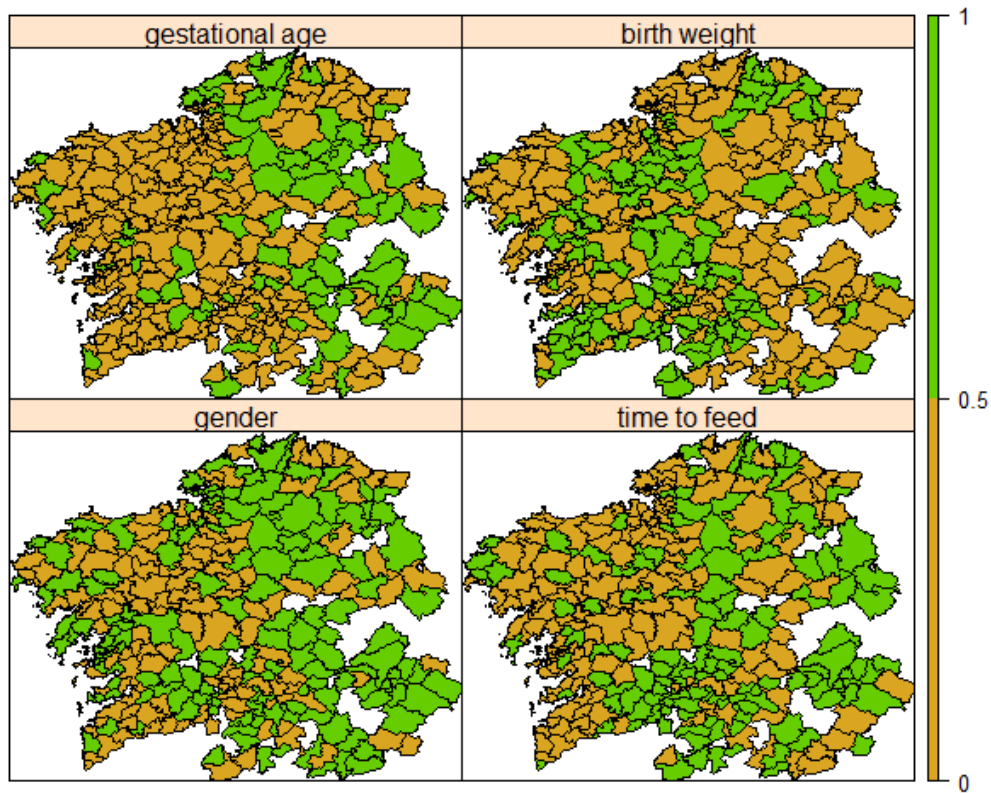 gestational age
birth weight
1
0.5
gender
time to feed
0